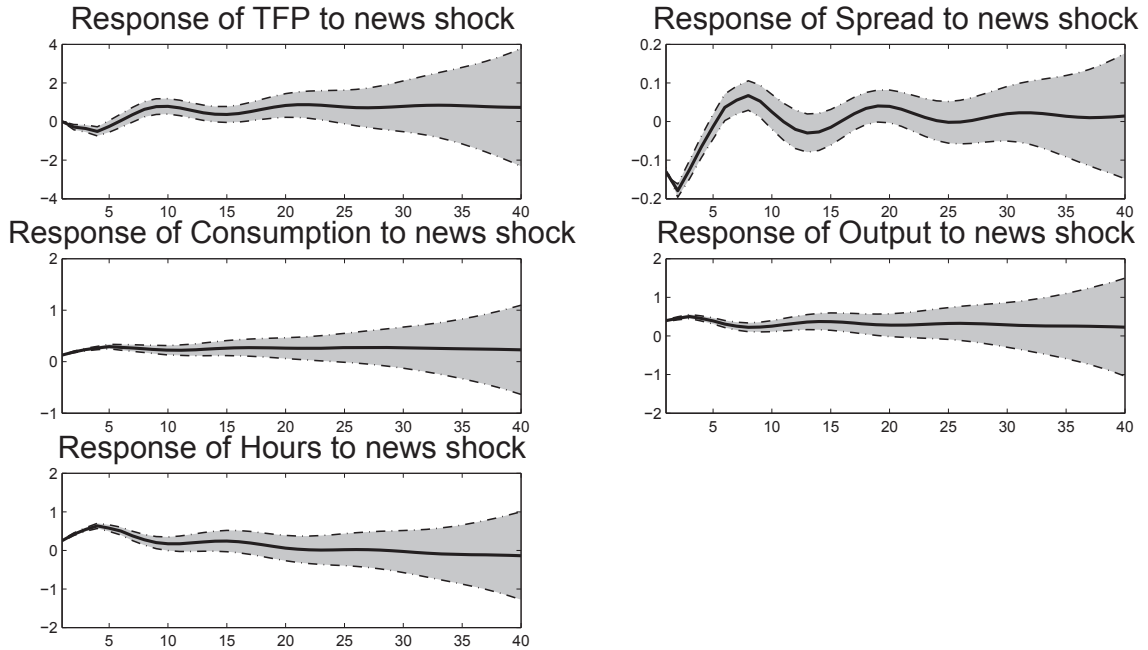 Response of TFP to news shock
4
2
0
−2
−4
5 10 15 20 25 30 35 40
Response of Spread to news shock
0.2
0.1
0
−0.1
−0.2
5 10 15 20 25 30 35 40
Response of Consumption to news shock
2
1
0
−1
5 10 15 20 25 30 35 40
Response of Output to news shock
2
1
0
−1
−2
5 10 15 20 25 30 35 40
Response of Hours to news shock
2
1
0
−1
−2
5 10 15 20 25 30 35 40